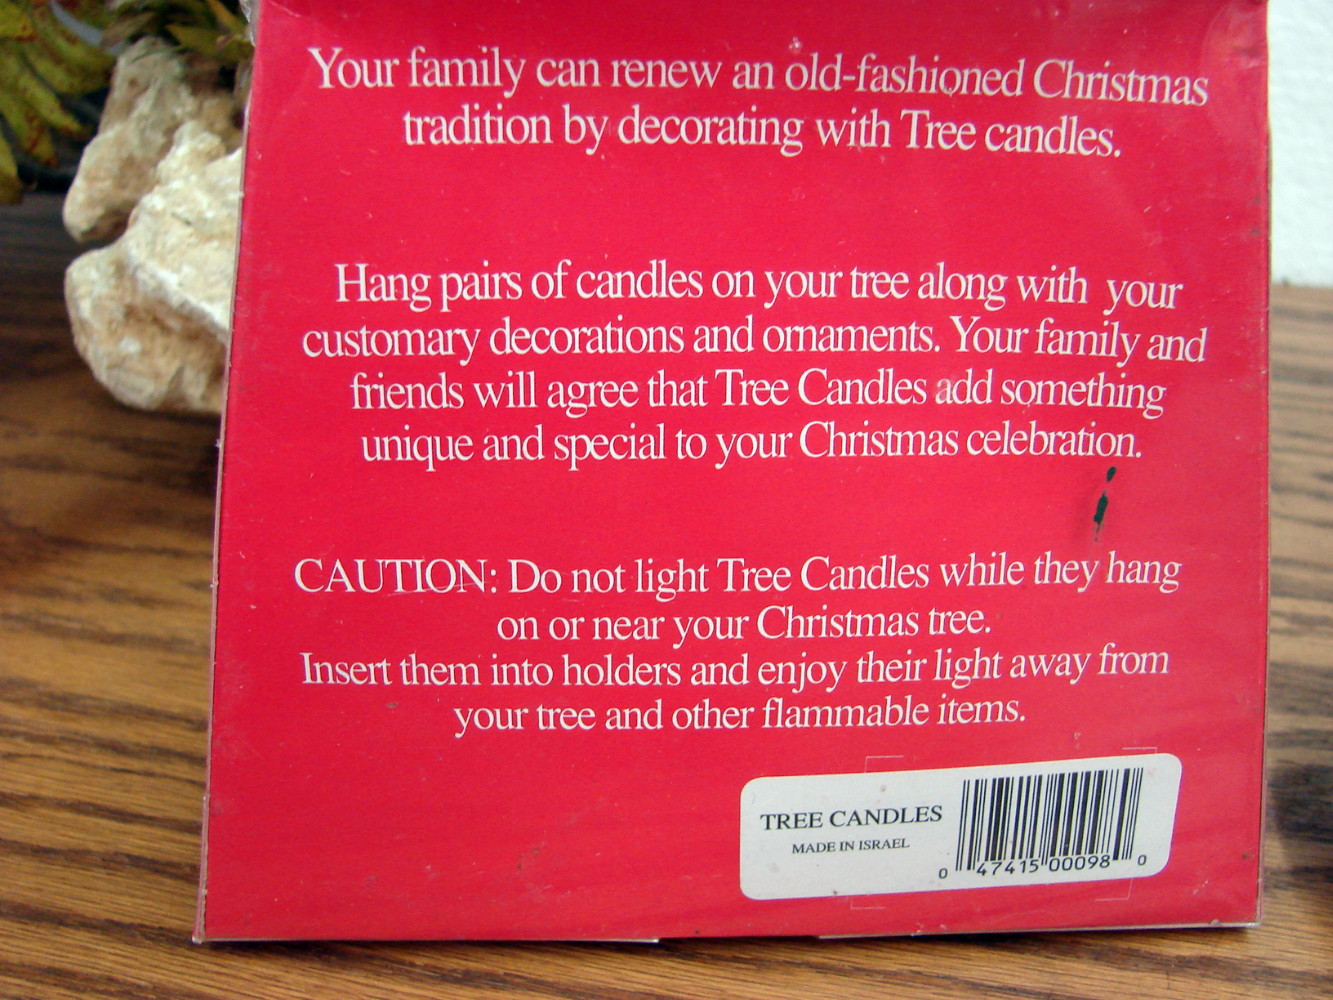 Your family can renew an old-fashioned Christmas
tradition by decorating with Tree candles.
Hang pairs of candles on your tree along with your
customary decorations and ornaments. Your family and
friends will agree that Tree Candles add something
unique and special to your Christmas celebration.
CAUTION: Do not light Tree Candles while they hang
on or near your Christmas tree.
Insert them into holders and enjoy their light away from
your tree and other flammable items.
TREE CANDLES
MADE IN ISRAEL
0 47415 00098 0